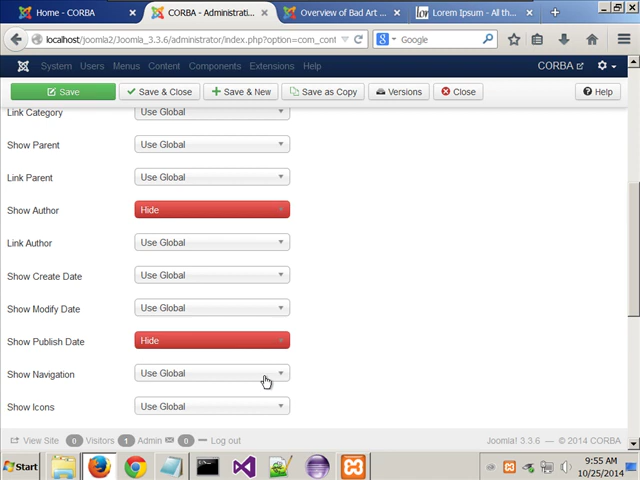 Home - CORBA
CORBA - Administrati...
Overview of Bad Art ...
Lorem Ipsum - All th...
localhost/joomla2/Joomla_3.3.6/administrator/index.php?option=com_cont
Google
System Users Menus Content Components Extensions Help
CORBA
Save
Save & Close
Save & New
Save as Copy
Versions
Close
Help
Link Category Use Global
Show Parent Use Global
Link Parent Use Global
Show Author Hide
Link Author Use Global
Show Create Date Use Global
Show Modify Date Use Global
Show Publish Date Hide
Show Navigation Use Global
Show Icons Use Global
View Site 0 Visitors 1 Admin 0 Log out
Joomla! 3.3.6 — © 2014 CORBA
Start
9:55 AM
10/25/2014